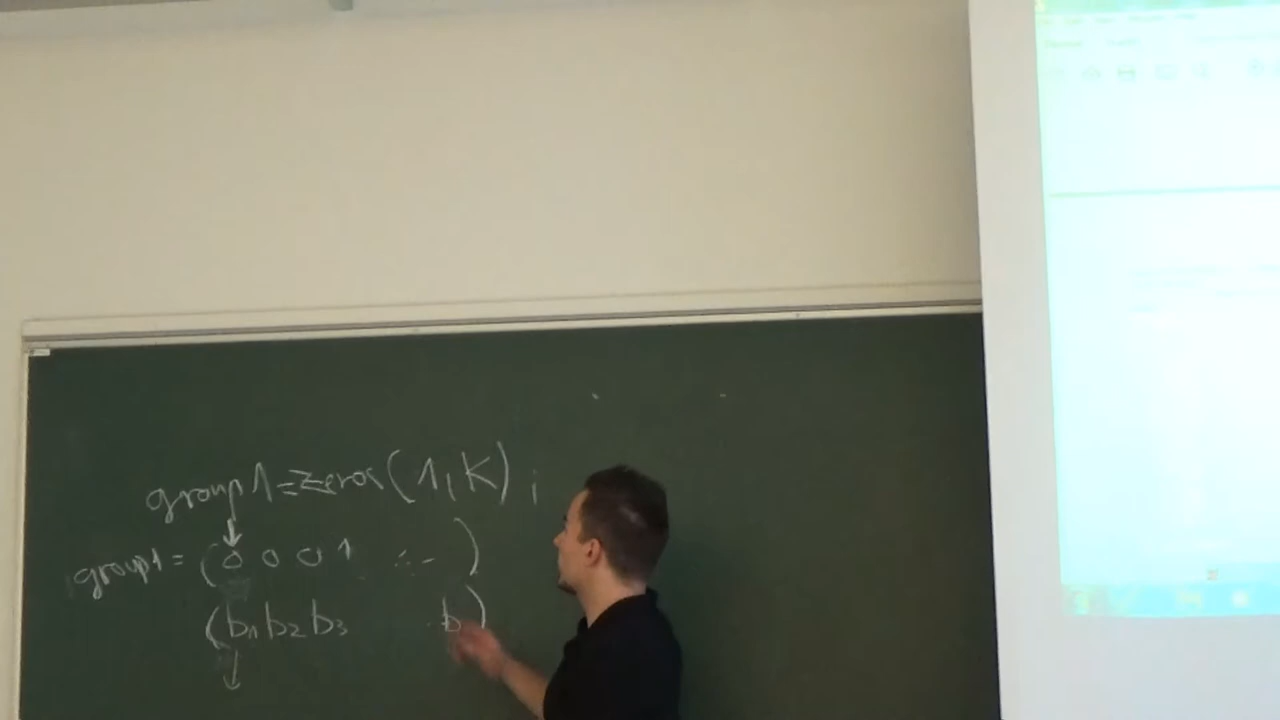 group1=zeros(1,K);
group1 = (0 0 0 1 ... )
(b1 b2 b3 b )